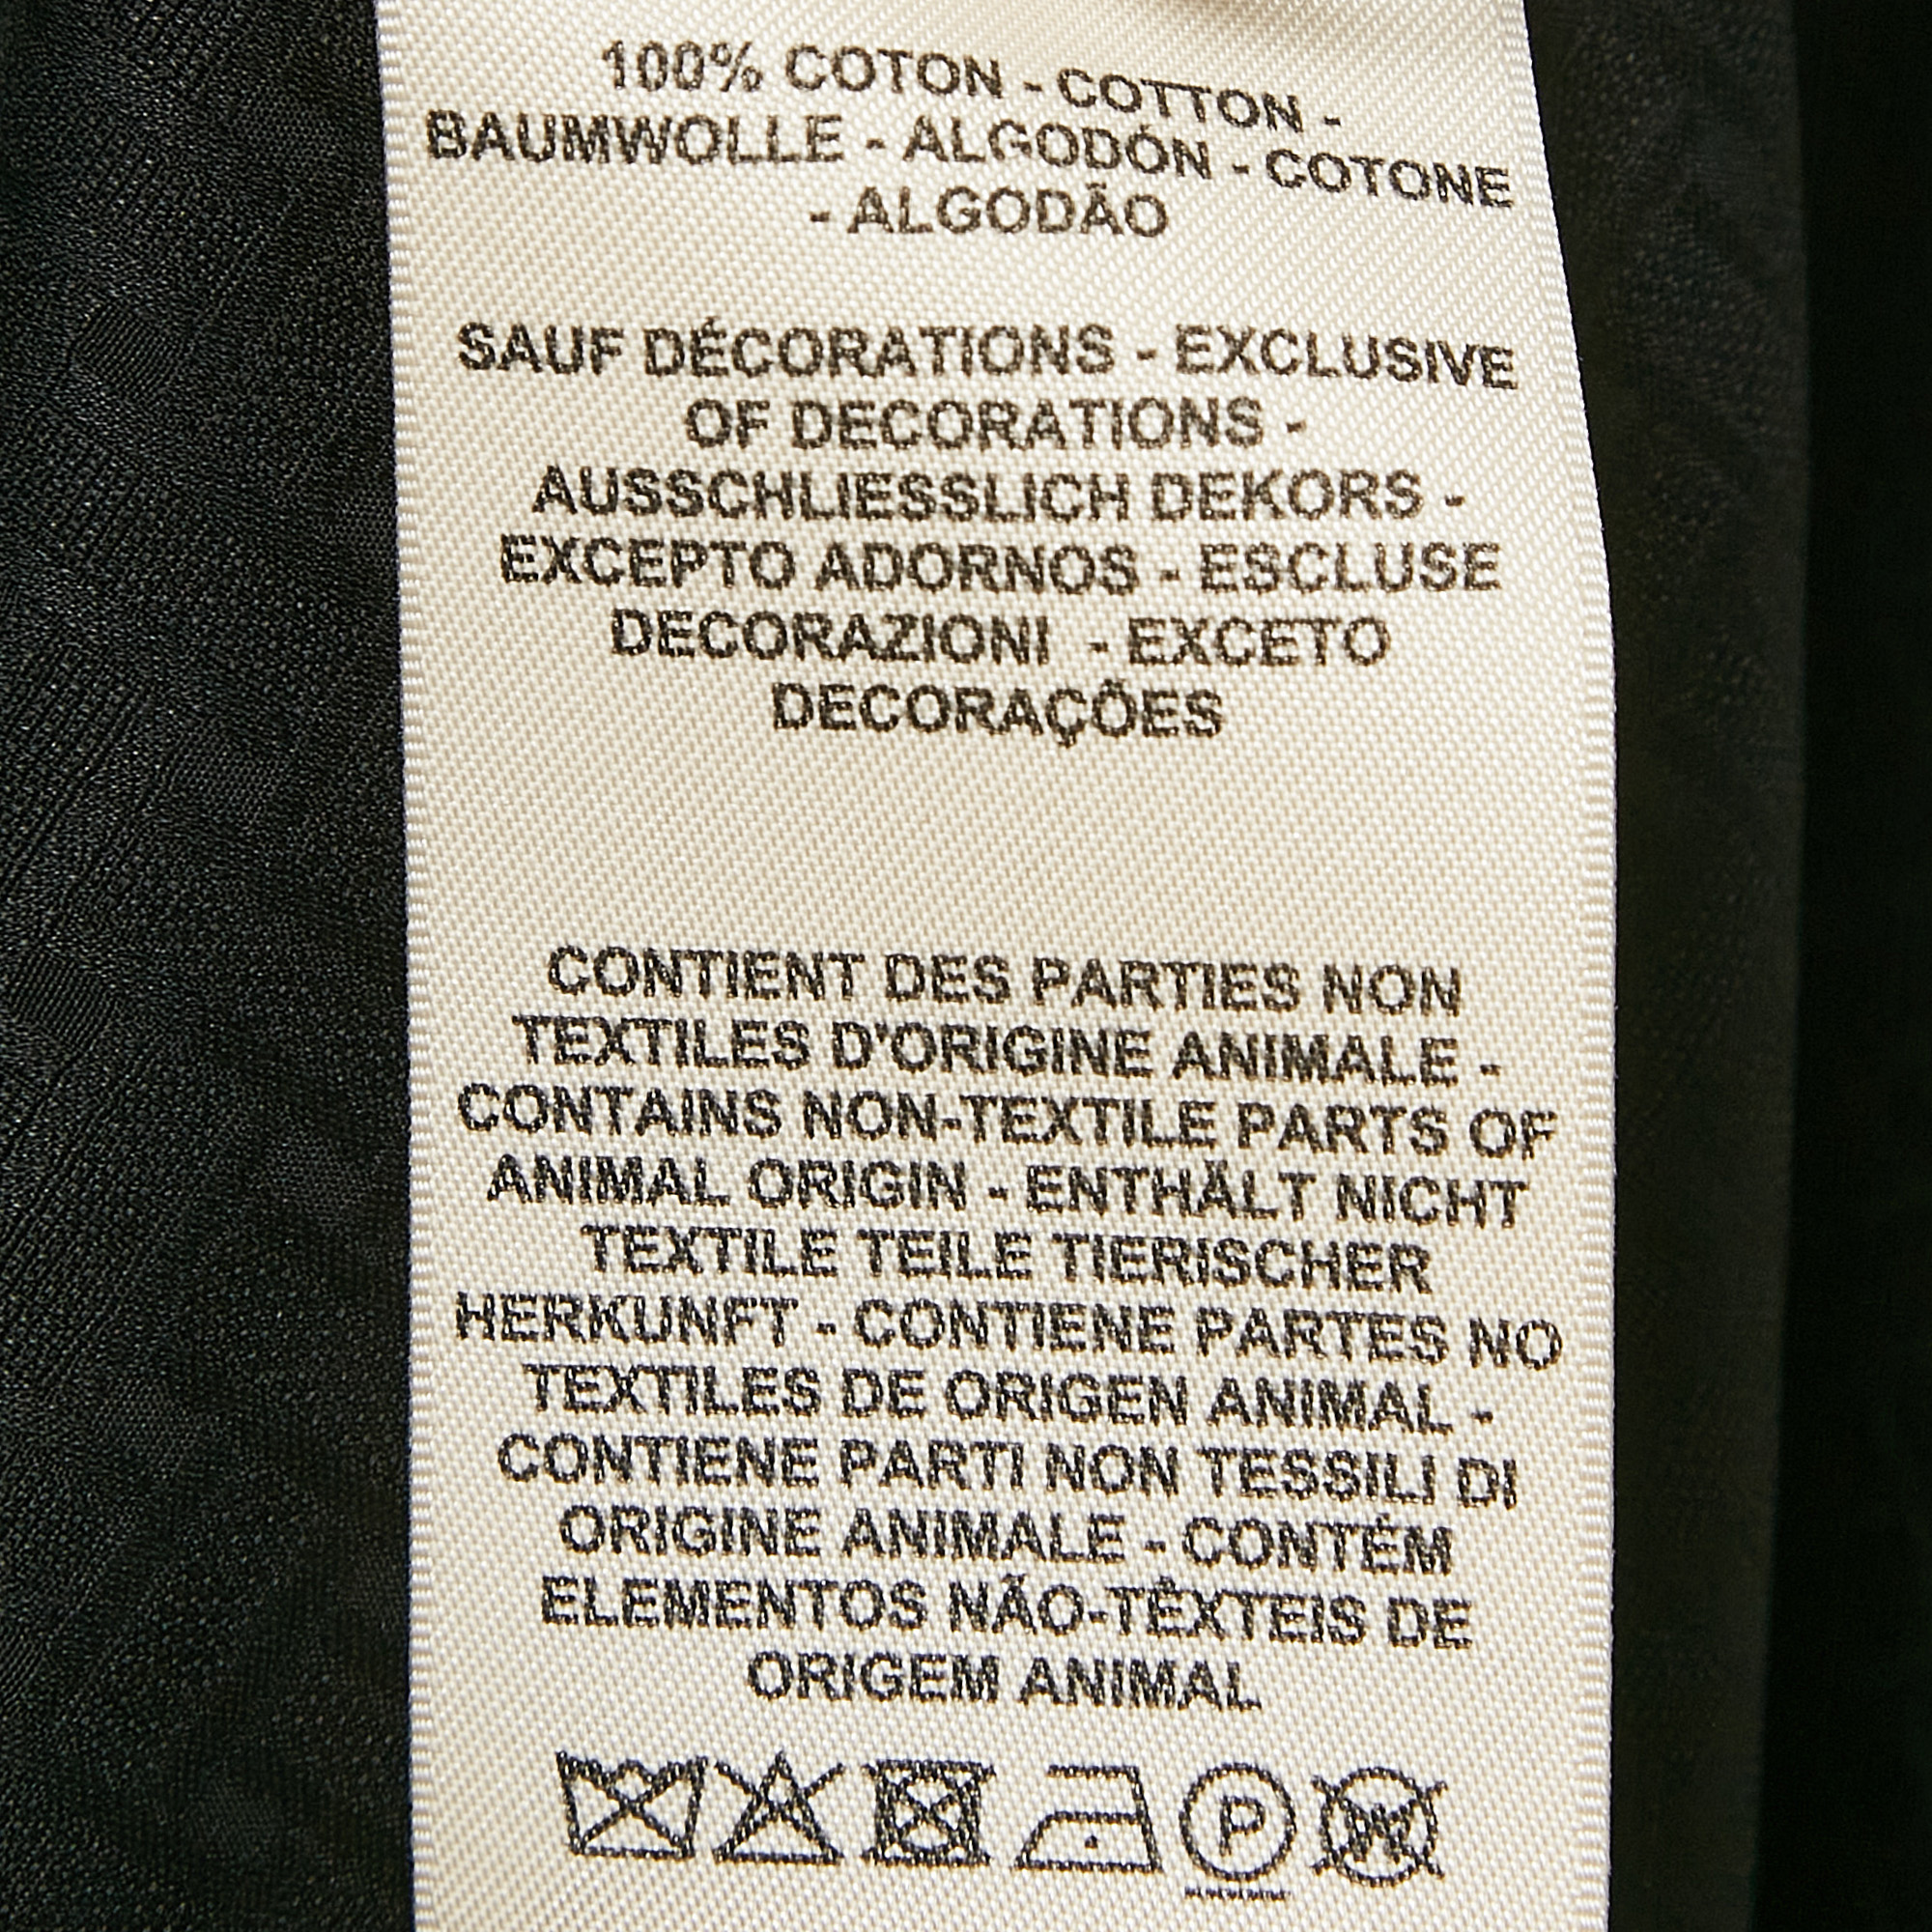 100% COTON - COTTON -
BAUMWOLLE - ALGODÓN - COTONE
- ALGODÃO
SAUF DÉCORATIONS - EXCLUSIVE
OF DECORATIONS -
AUSSCHLIESSLICH DEKORS -
EXCEPTO ADORNOS - ESCLUSE
DECORAZIONI - EXCETO
DECORAÇÕES
CONTIENT DES PARTIES NON
TEXTILES D'ORIGINE ANIMALE -
CONTAINS NON-TEXTILE PARTS OF
ANIMAL ORIGIN - ENTHÄLT NICHT
TEXTILE TEILE TIERISCHER
HERKUNFT - CONTIENE PARTES NO
TEXTILES DE ORIGEN ANIMAL -
CONTIENE PARTI NON TESSILI DI
ORIGINE ANIMALE - CONTÉM
ELEMENTOS NÃO-TÊXTEIS DE
ORIGEM ANIMAL
P W